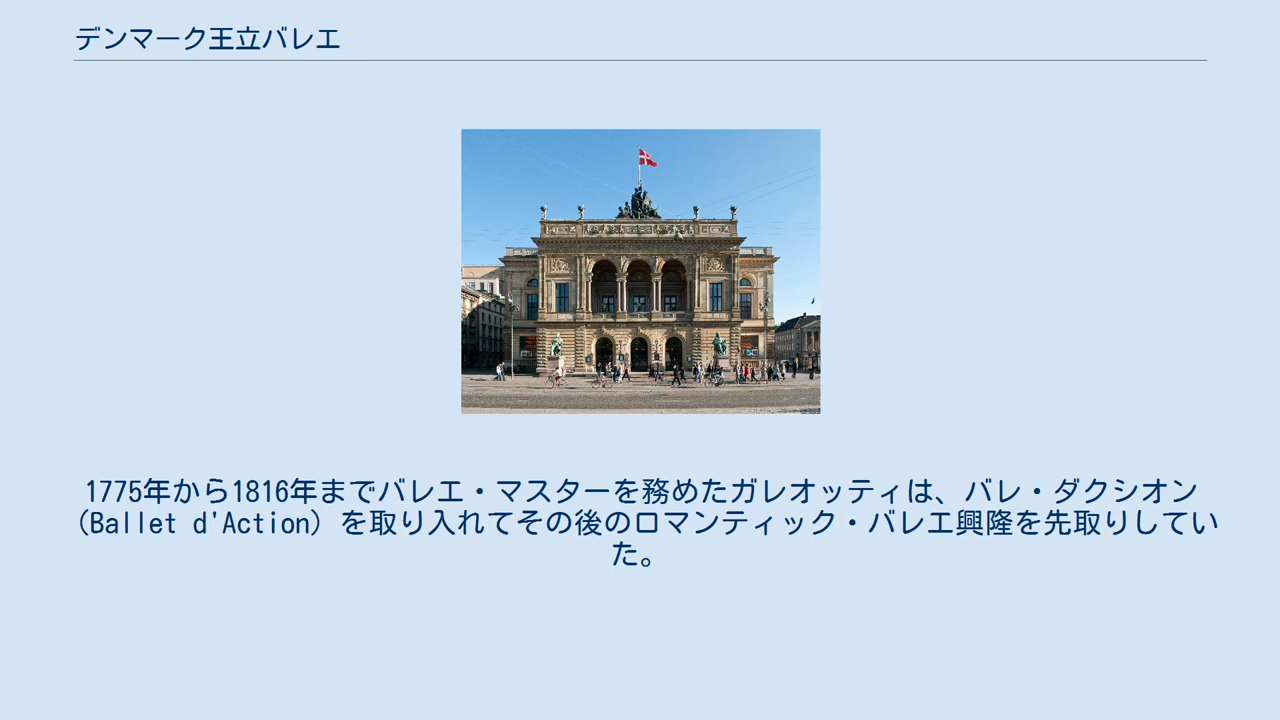 デンマーク王立バレエ
1775年から1816年までバレエ・マスターを務めたガレオッティは、バレ・ダクシオン
(Ballet d'Action) を取り入れてその後のロマンティック・バレエ興隆を先取りしてい
た。